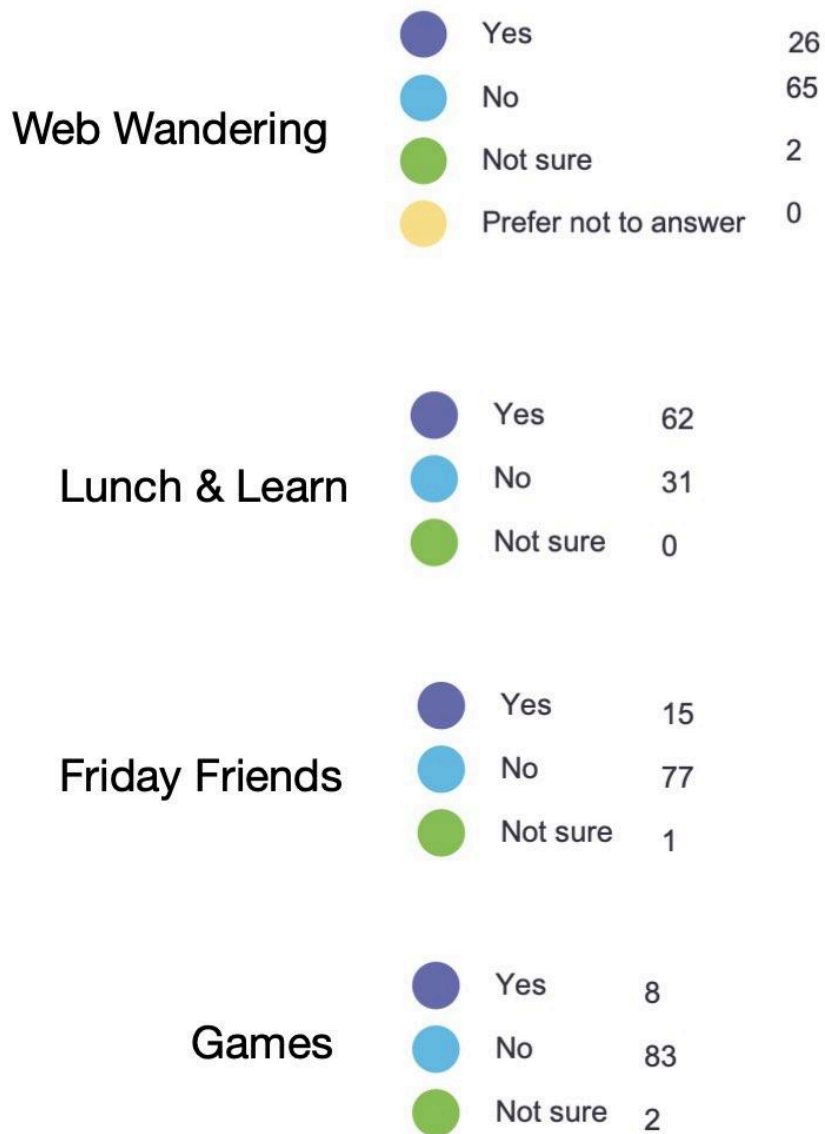 Web Wandering
Yes 26
No 65
Not sure 2
Prefer not to answer 0
Lunch & Learn
Yes 62
No 31
Not sure 0
Friday Friends
Yes 15
No 77
Not sure 1
Games
Yes 8
No 83
Not sure 2